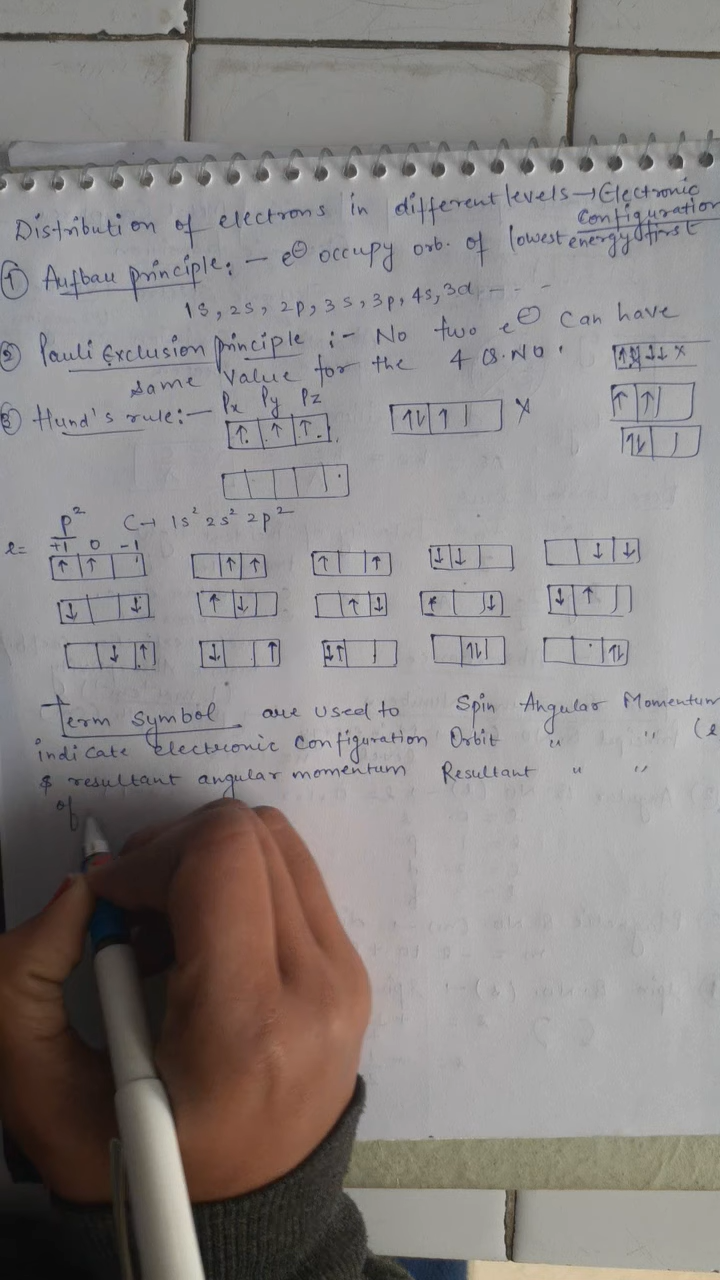 Distribution of electrons in different levels → Electronic Configuration
① Aufbau principle:- e⊖ occupy orb. of lowest energy first
1s, 2s, 2p, 3s, 3p, 4s, 3d, - - -
② Pauli Exclusion principle :- No two e⊖ can have
same value for the 4 Q.NO. ↑↑ ↓↓ x
③ Hund's rule:- Px Py Pz
↑ ↑ ↑ ↑↓ ↑ x ↑ ↑
↑↓
p² C→ 1s² 2s² 2p²
l= +1 0 -1
↑ ↑ ↑ ↑ ↑ ↑ ↓ ↓ ↓ ↓
↓ ↓ ↑ ↓ ↑ ↓ ↑ ↓ ↓ ↑
↓ ↑ ↓ ↑ ↓↑ ↑↓ ↑↓
Term symbol are used to Spin Angular Momentum
indicate electronic configuration Orbit " " (l
& resultant angular momentum Resultant " "
of